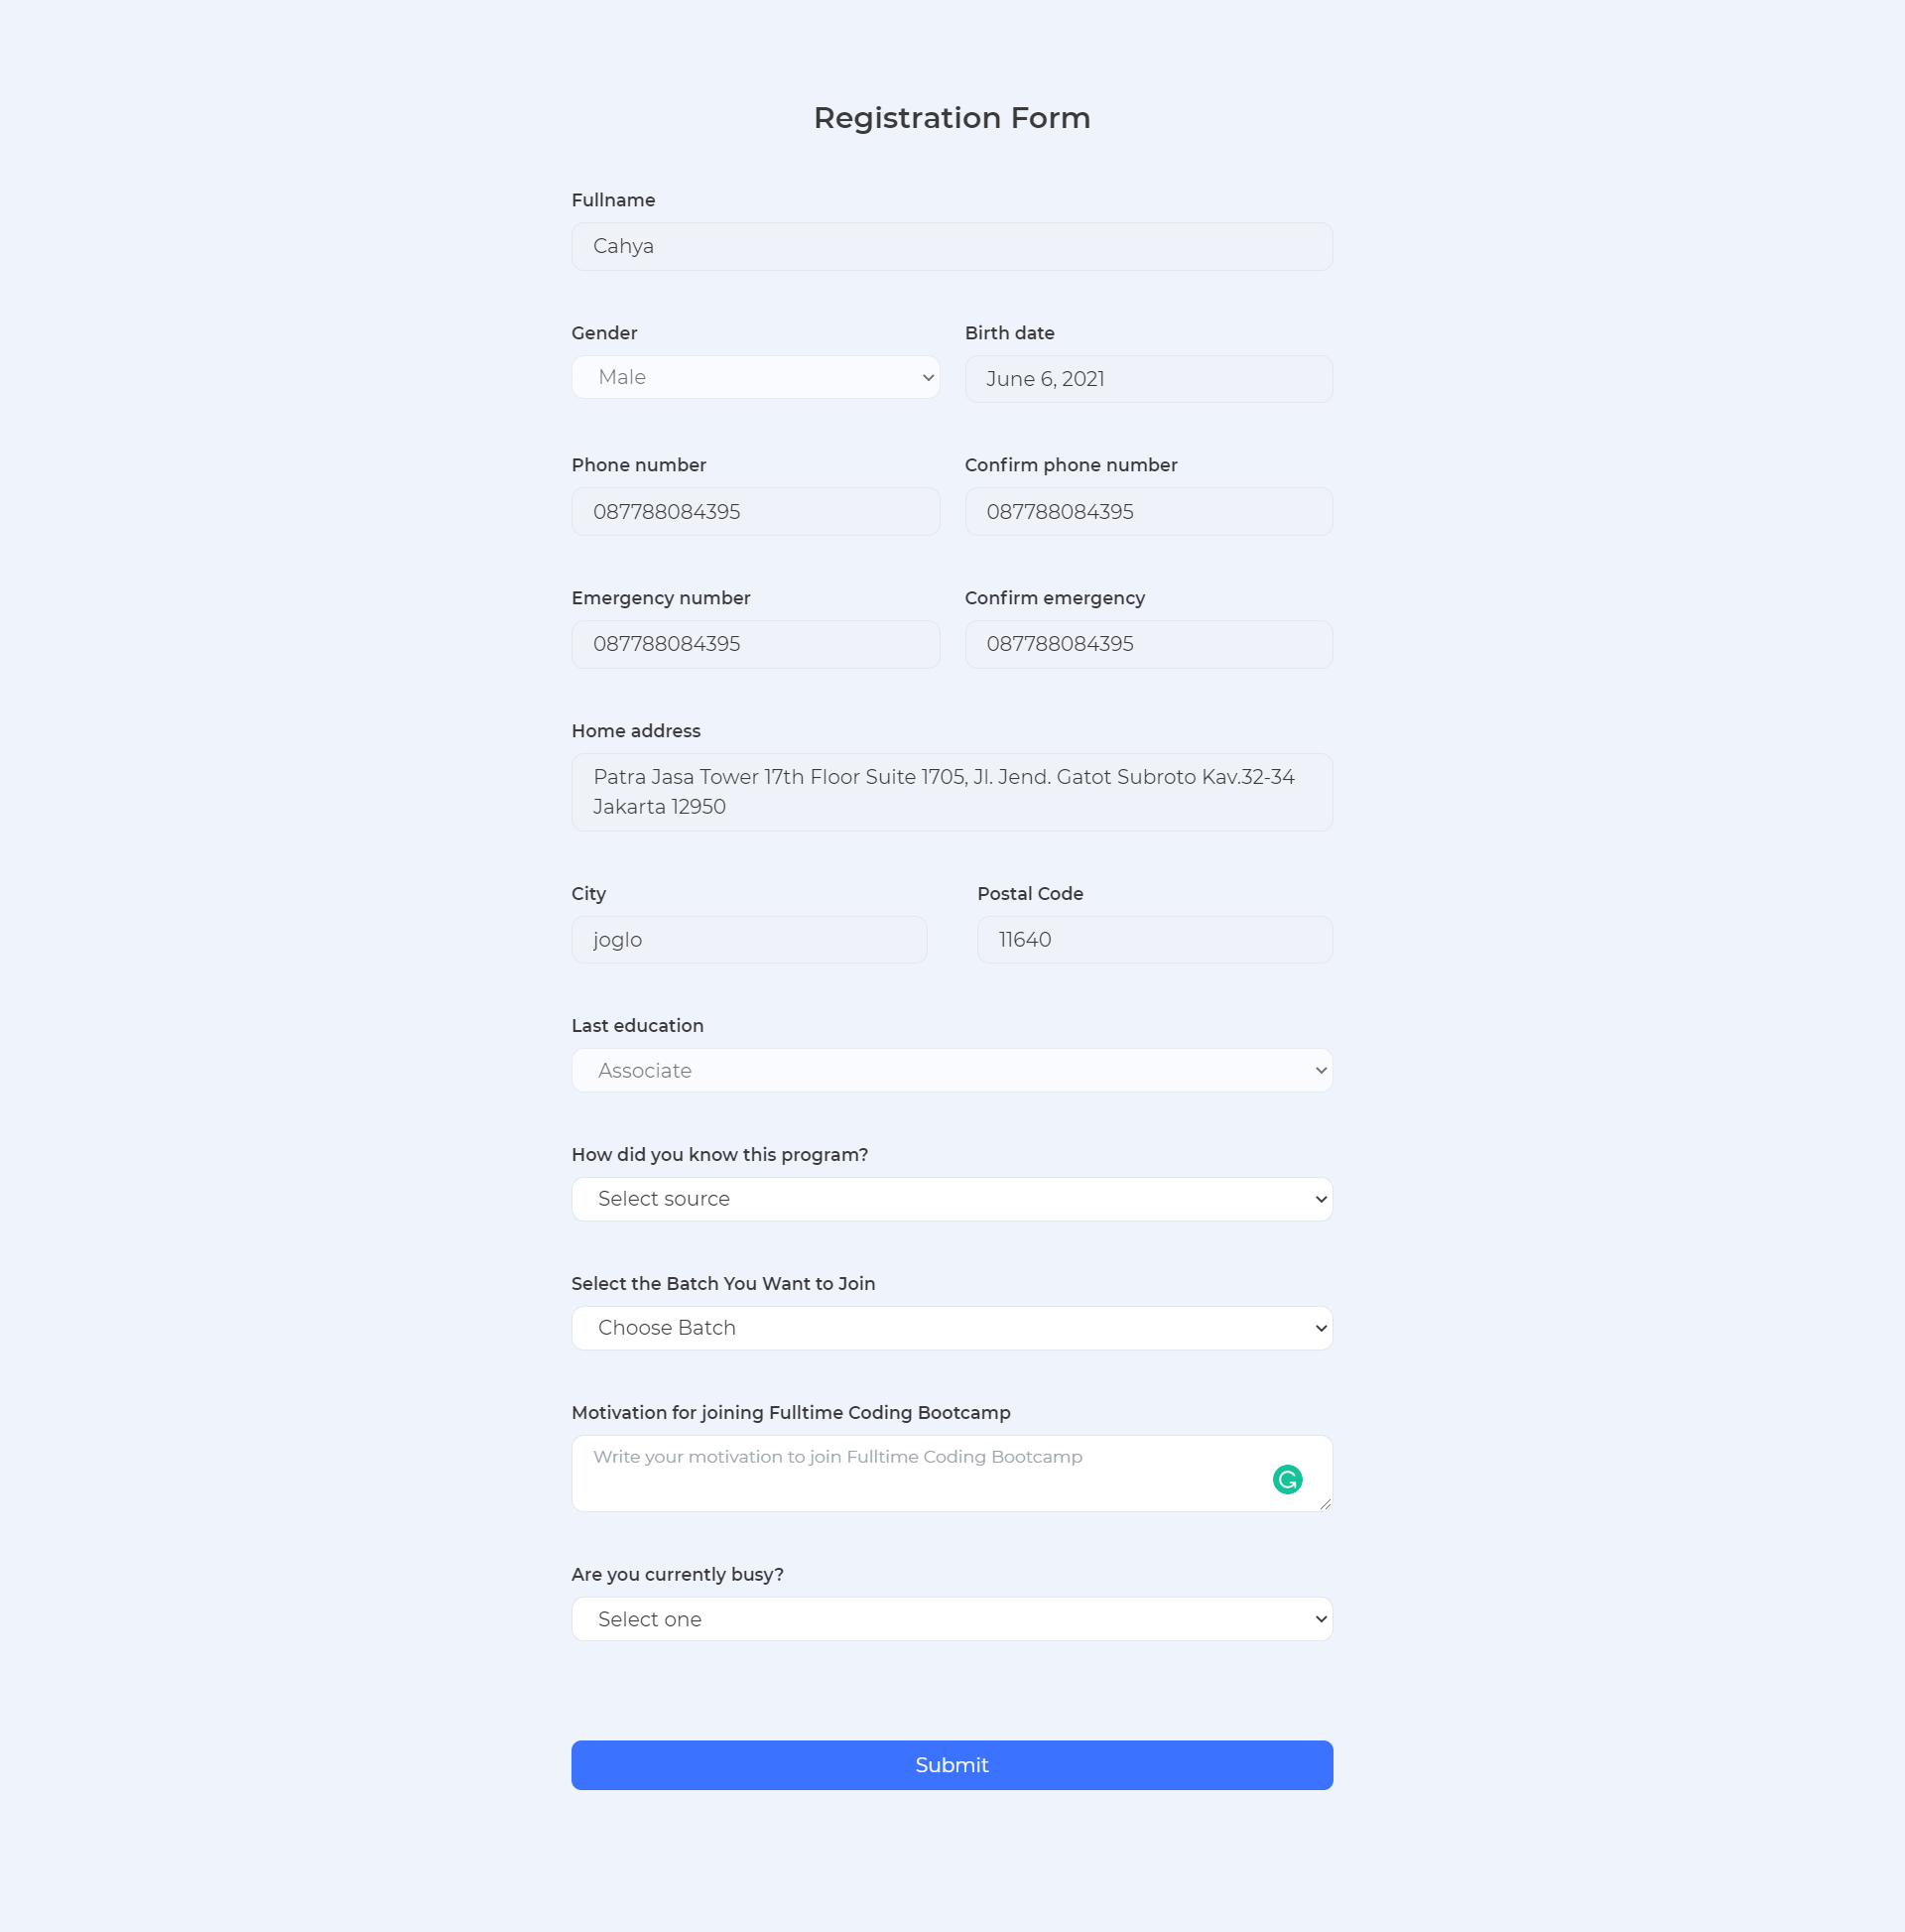 Registration Form
Fullname
Cahya
Gender
Birth date
Male
June 6, 2021
Phone number
Confirm phone number
087788084395
087788084395
Emergency number
Confirm emergency
087788084395
087788084395
Home address
Patra Jasa Tower 17th Floor Suite 1705, Jl. Jend. Gatot Subroto Kav.32-34
Jakarta 12950
City
Postal Code
joglo
11640
Last education
Associate
How did you know this program?
Select source
Select the Batch You Want to Join
Choose Batch
Motivation for joining Fulltime Coding Bootcamp
Write your motivation to join Fulltime Coding Bootcamp
Are you currently busy?
Select one
Submit